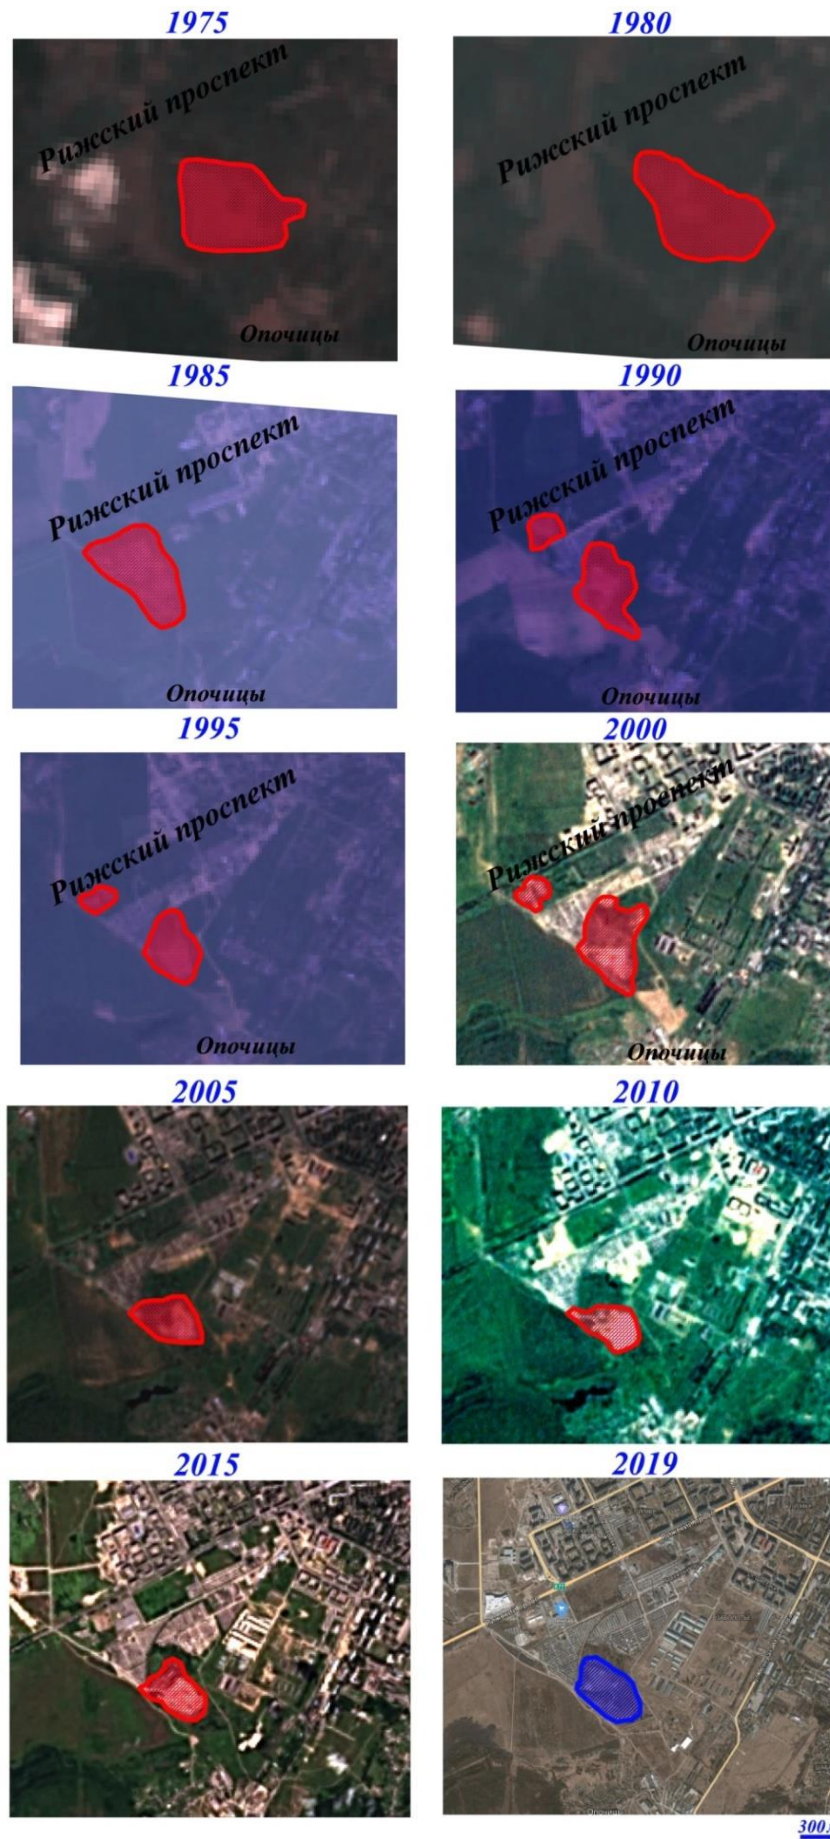 1975
1980
Рижский проспект
Рижский проспект
Опочицы
Опочицы
1985
1990
Рижский проспект
Рижский проспект
Опочицы
Опочицы
1995
2000
Рижский проспект
Рижский проспект
Опочицы
Опочицы
2005
2010
2015
2019